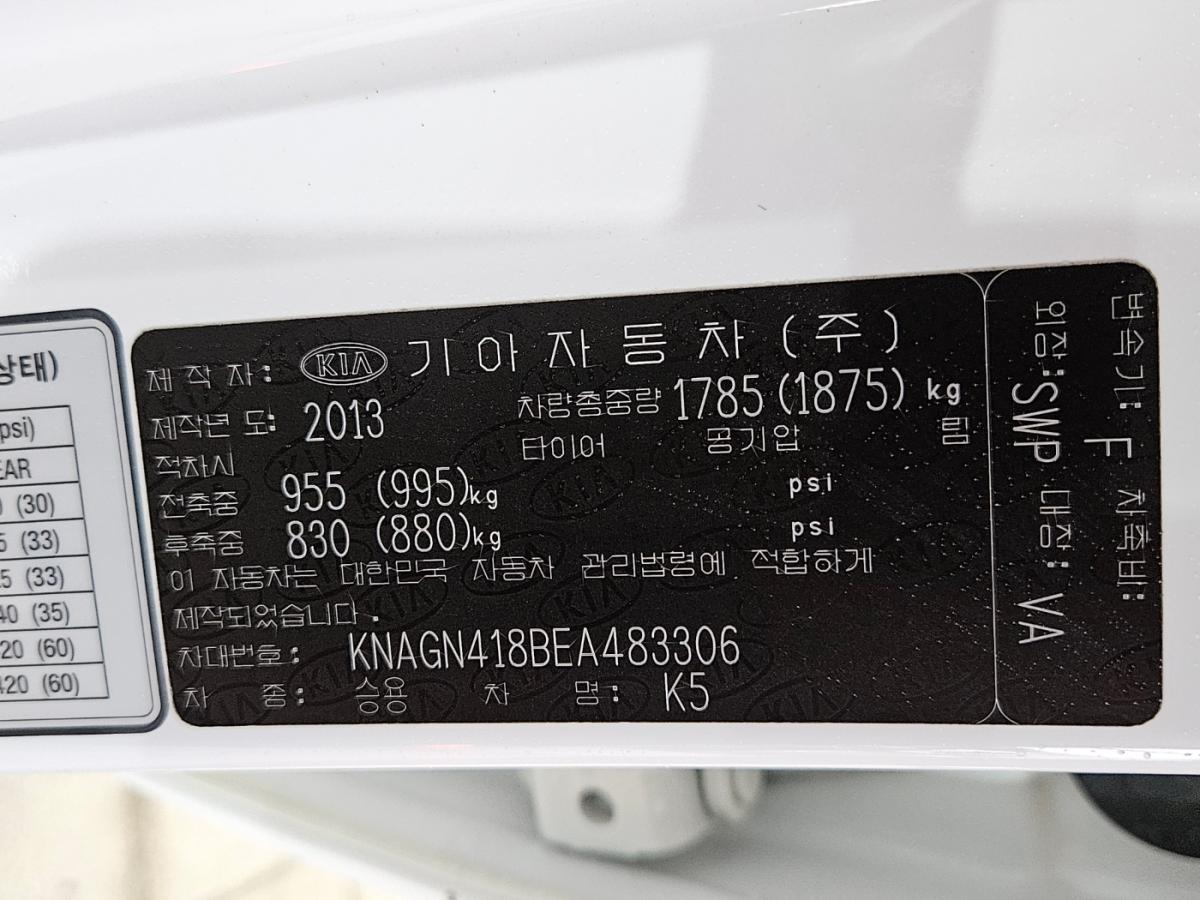 상태)
psi)
EAR
(30)
5 (33)
5 (33)
40 (35)
20 (60)
420 (60)
제 작 자: KIA 기 아 자 동 차 ( 주 )
제작년 도: 2013 차량총중량 1785 (1875) kg
적차시 타이어 공기압 림
전축중 955 (995)kg psi
후축중 830 (880)kg psi
이 자동차는 대한민국 자동차 관리법령에 적합하게
제작되었습니다.
차대번호: KNAGN418BEA483306
차 종: 승용 차 명: K5
변속기: F 차축비:
외장:SWP 내장: VA